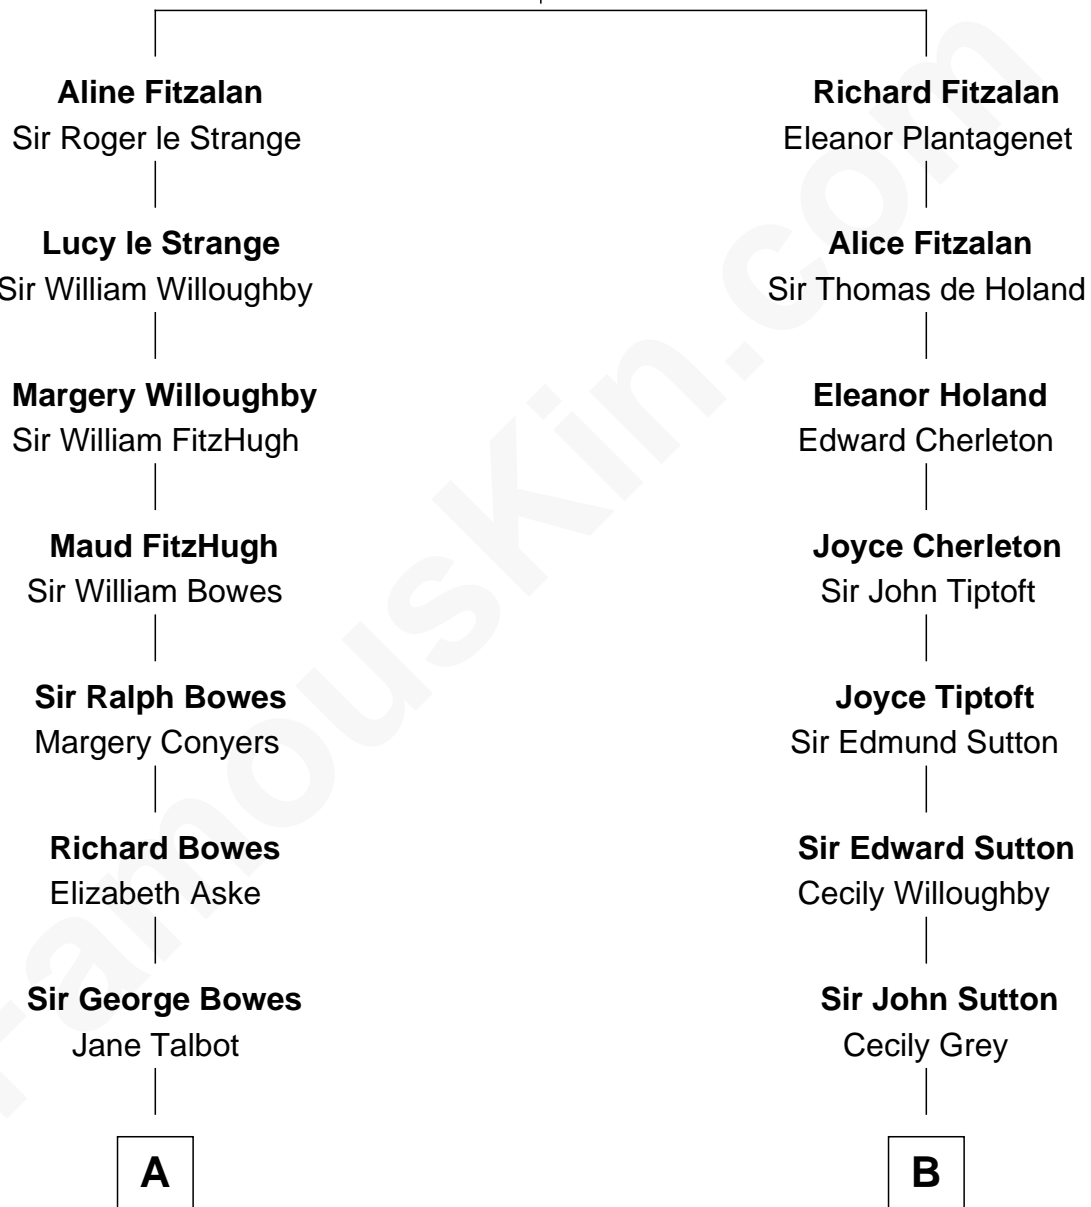 Aline Fitzalan
Sir Roger le Strange
Richard Fitzalan
Eleanor Plantagenet
Lucy le Strange
Sir William Willoughby
Alice Fitzalan
Sir Thomas de Holand
Margery Willoughby
Sir William FitzHugh
Eleanor Holand
Edward Cherleton
Maud FitzHugh
Sir William Bowes
Joyce Cherleton
Sir John Tiptoft
Sir Ralph Bowes
Margery Conyers
Joyce Tiptoft
Sir Edmund Sutton
Richard Bowes
Elizabeth Aske
Sir Edward Sutton
Cecily Willoughby
Sir George Bowes
Jane Talbot
Sir John Sutton
Cecily Grey
A
B
FamousKin.com